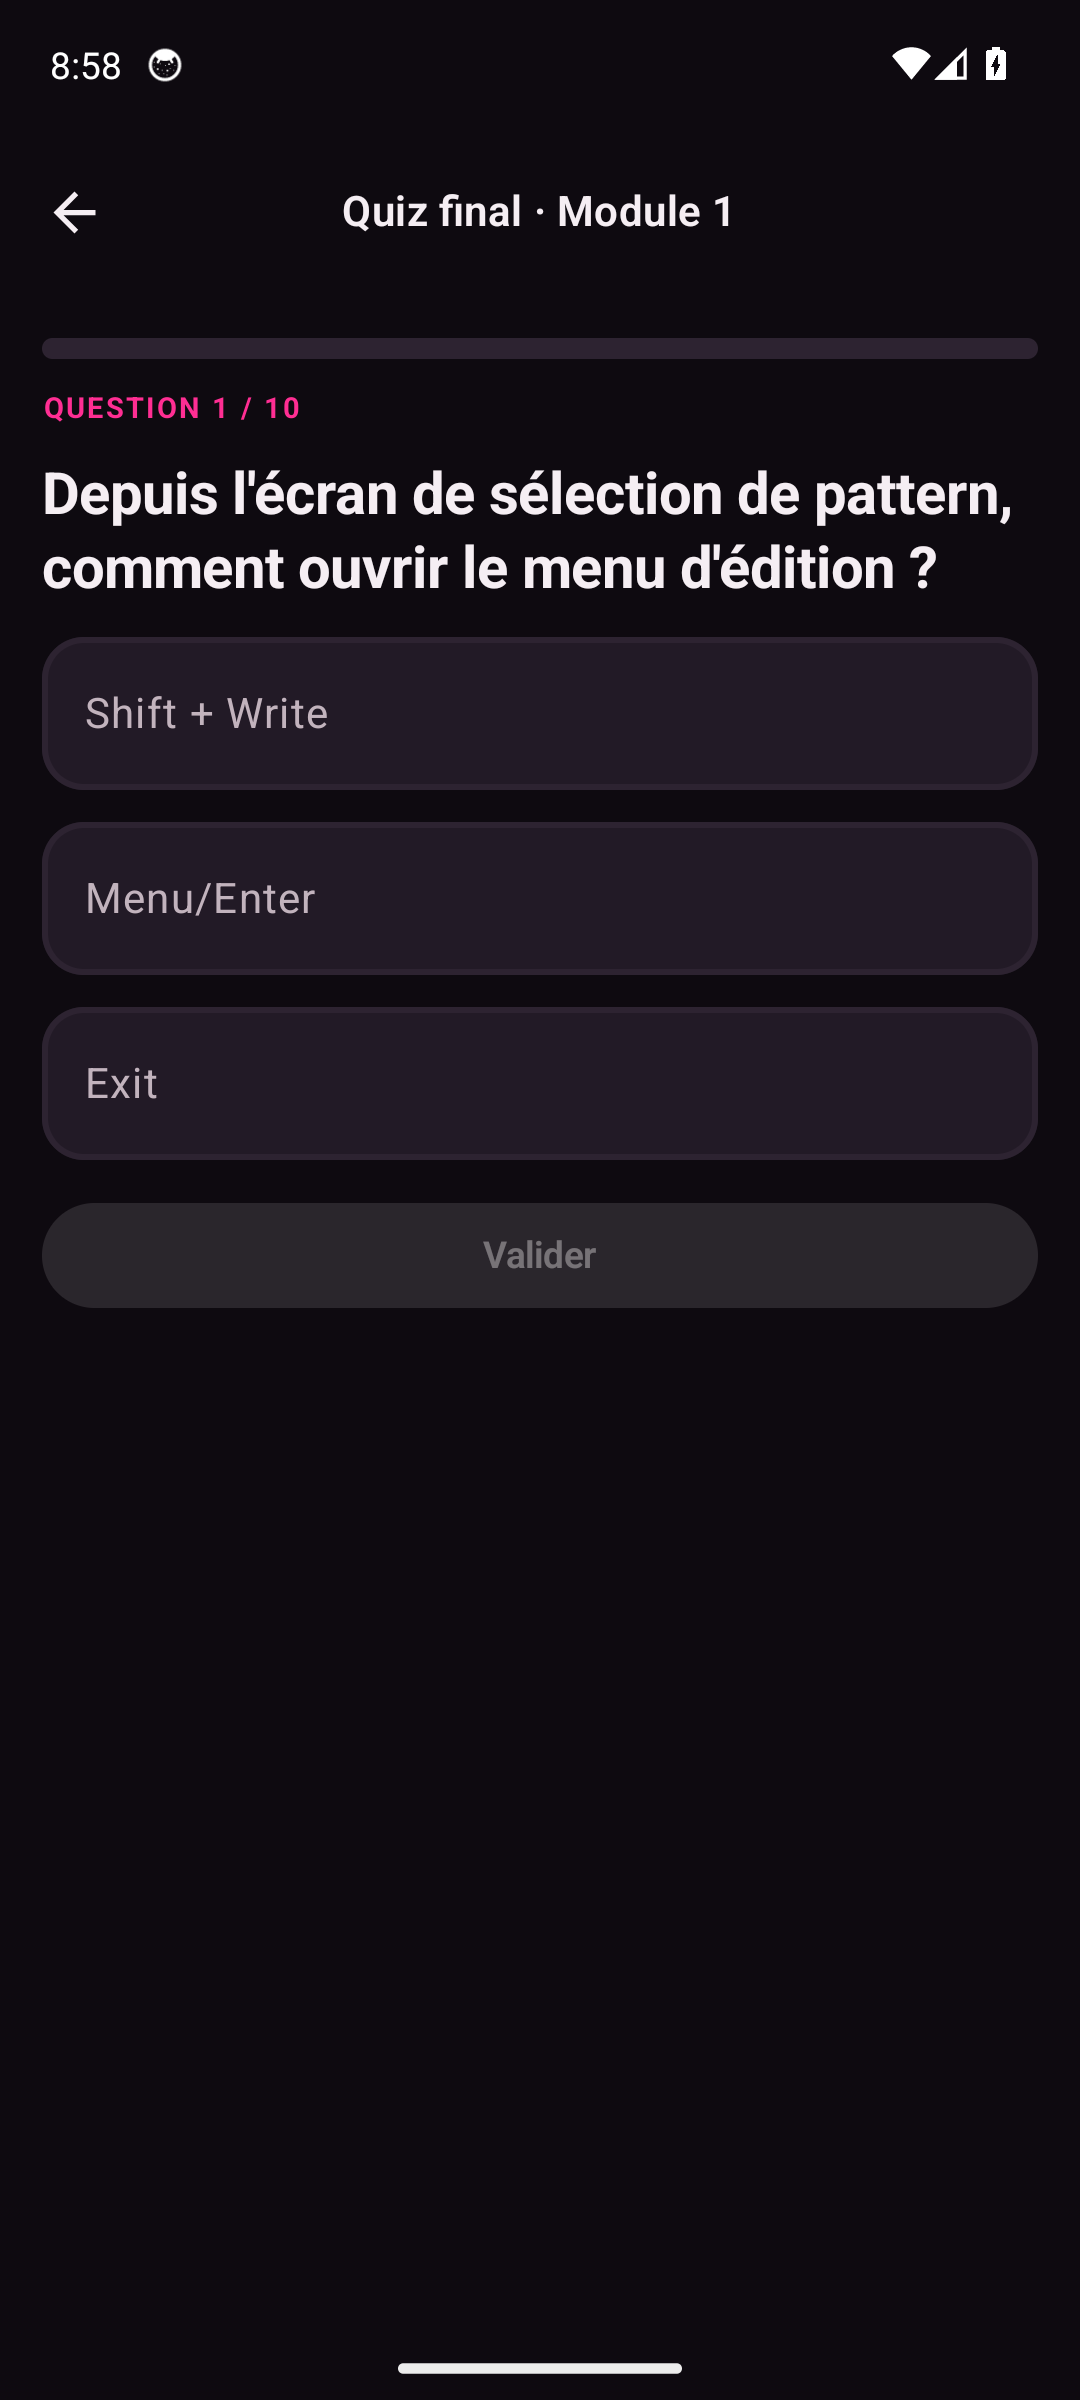 8:58
Quiz final · Module 1
QUESTION 1 / 10
Depuis l'écran de sélection de pattern,
comment ouvrir le menu d'édition ?
Shift + Write
Menu/Enter
Exit
Valider